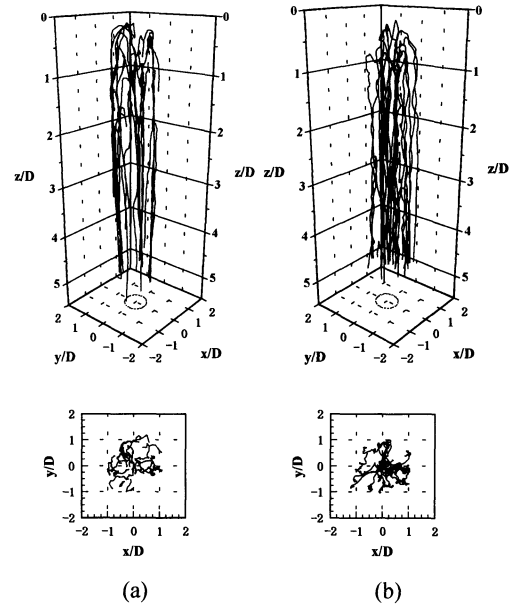 0 0 0 0
1 1 1 1
2 2 2 2
z/D z/D z/D z/D
3 3 3 3
4 4 4 4
5 5 5 5
2 1 0 -1 -2 -2 -1 0 1 2 2 1 0 -1 -2 -2 -1 0 1 2
y/D x/D y/D x/D
2 2
1 1
y/D 0 y/D 0
-1 -1
-2 -2
-2 -1 0 1 2 -2 -1 0 1 2
x/D x/D
(a) (b)